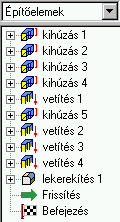 Építőelemek
kihúzás 1
kihúzás 2
kihúzás 3
kihúzás 4
vetítés 1
kihúzás 5
vetítés 2
vetítés 3
vetítés 4
lekerekítés 1
Frissítés
Befejezés